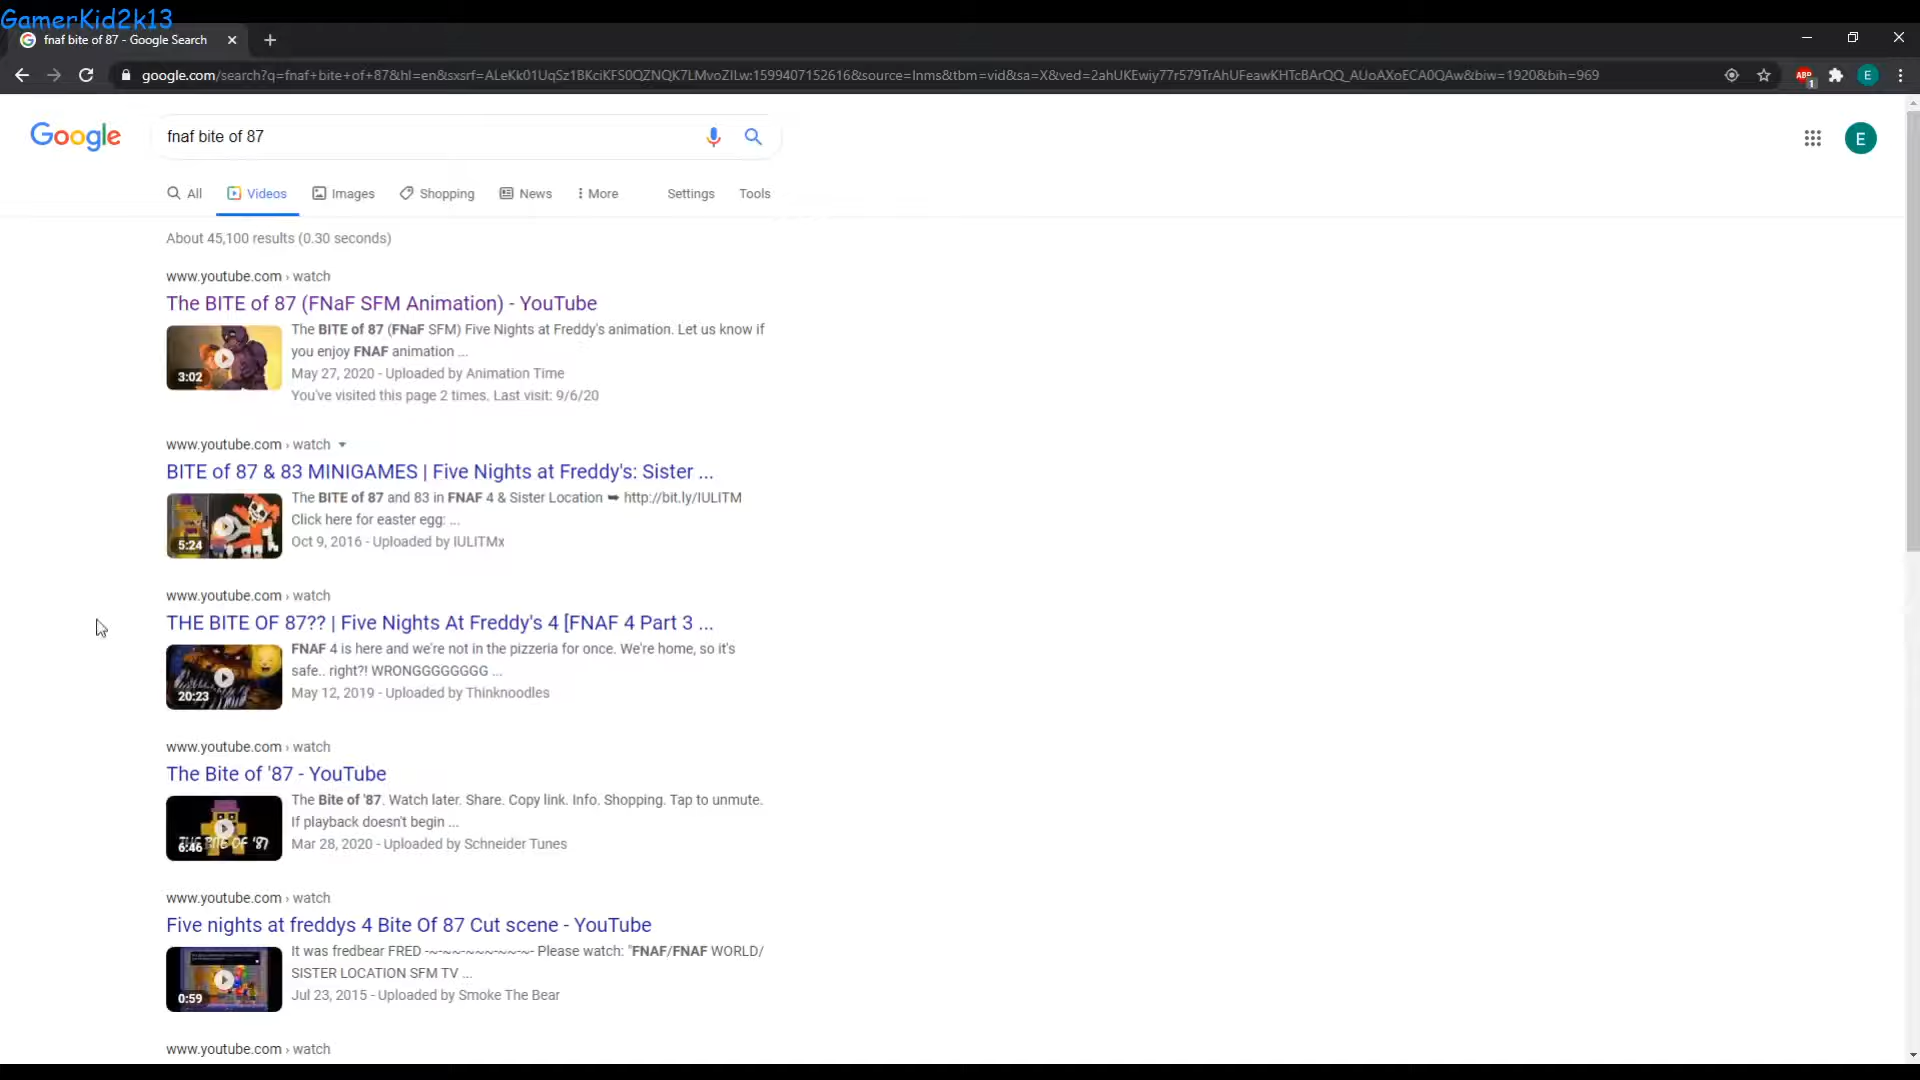 GamerKid2k13
fnaf bite of 87 - Google Search
google.com/search?q=fnaf+bite+of+87&hl=en&sxsrf=ALeKk01UqSz1BKciKFS0QZNQK7LMvoZILw:1599407152616&source=lnms&tbm=vid&sa=X&ved=2ahUKEwiy77r579TrAhUFeawKHTcBArQQ_AUoAXoECA0QAw&biw=1920&bih=969
ABP
1
E
Google
fnaf bite of 87
E
All
Videos
Images
Shopping
News
More
Settings
Tools
About 45,100 results (0.30 seconds)
www.youtube.com › watch
The BITE of 87 (FNaF SFM Animation) - YouTube
The BITE of 87 (FNaF SFM) Five Nights at Freddy's animation. Let us know if
you enjoy FNAF animation ...
3:02
May 27, 2020 - Uploaded by Animation Time
You've visited this page 2 times. Last visit: 9/6/20
www.youtube.com › watch
BITE of 87 & 83 MINIGAMES | Five Nights at Freddy's: Sister ...
The BITE of 87 and 83 in FNAF 4 & Sister Location ➥ http://bit.ly/IULITM
Click here for easter egg: ...
5:24
Oct 9, 2016 - Uploaded by IULITMx
www.youtube.com › watch
THE BITE OF 87?? | Five Nights At Freddy's 4 [FNAF 4 Part 3 ...
FNAF 4 is here and we're not in the pizzeria for once. We're home, so it's
safe.. right?! WRONGGGGGGGG ...
20:23
May 12, 2019 - Uploaded by Thinknoodles
www.youtube.com › watch
The Bite of '87 - YouTube
The Bite of '87. Watch later. Share. Copy link. Info. Shopping. Tap to unmute.
If playback doesn't begin ...
THE BITE OF '87
6:46
Mar 28, 2020 - Uploaded by Schneider Tunes
www.youtube.com › watch
Five nights at freddys 4 Bite Of 87 Cut scene - YouTube
It was fredbear FRED -~-~~-~~~-~~-~- Please watch: "FNAF/FNAF WORLD/
SISTER LOCATION SFM TV ...
0:59
Jul 23, 2015 - Uploaded by Smoke The Bear
www.youtube.com › watch